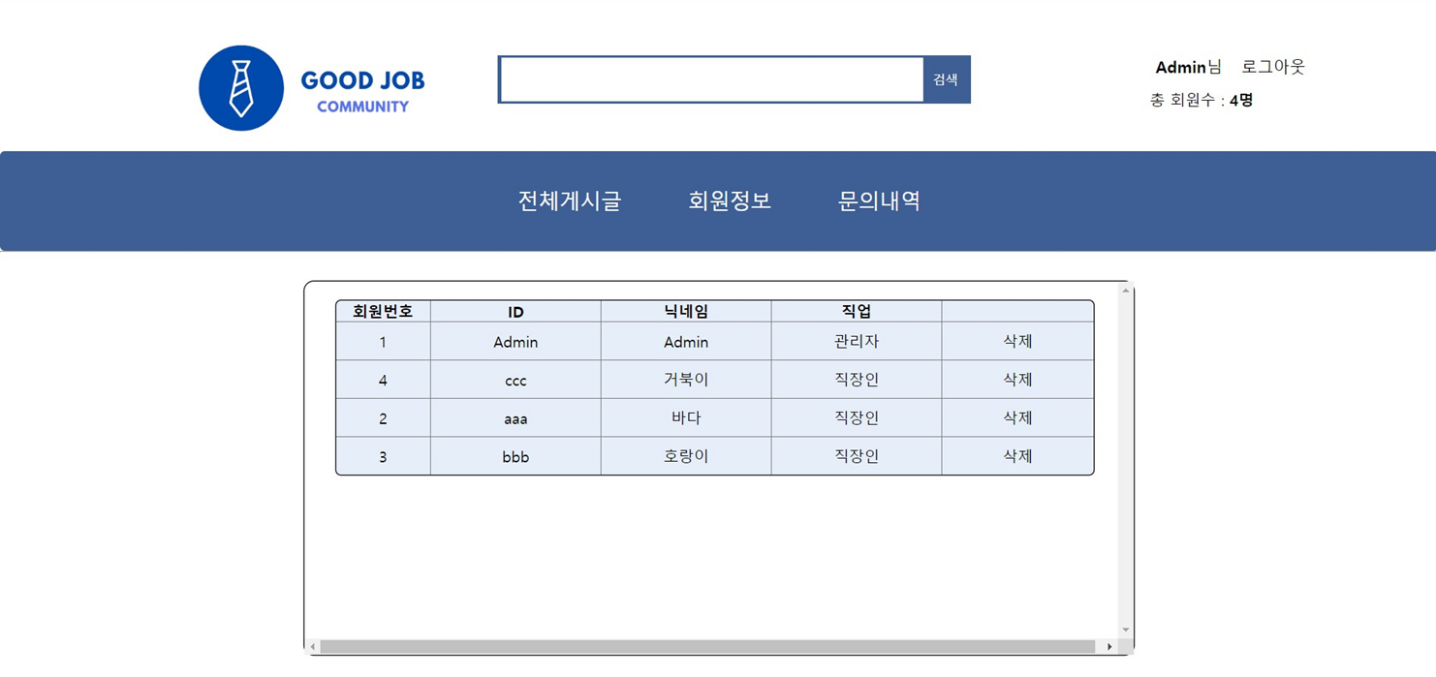 GOOD JOB
COMMUNITY
검색
Admin님 로그아웃
총 회원수 : 4명
전체게시글 회원정보 문의내역
회원번호 ID 닉네임 직업
1 Admin Admin 관리자 삭제
4 ccc 거북이 직장인 삭제
2 aaa 바다 직장인 삭제
3 bbb 호랑이 직장인 삭제